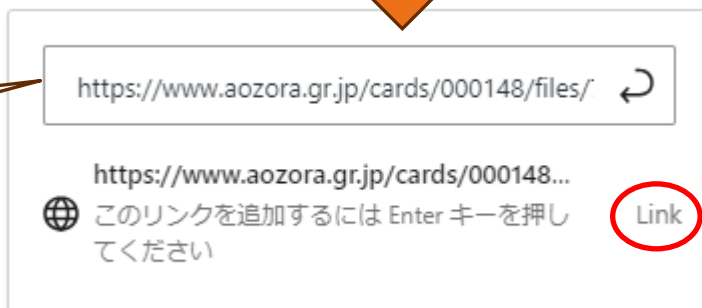 https://www.aozora.gr.jp/cards/000148/files/
https://www.aozora.gr.jp/cards/000148...
このリンクを追加するには Enter キーを押し
てください
Link